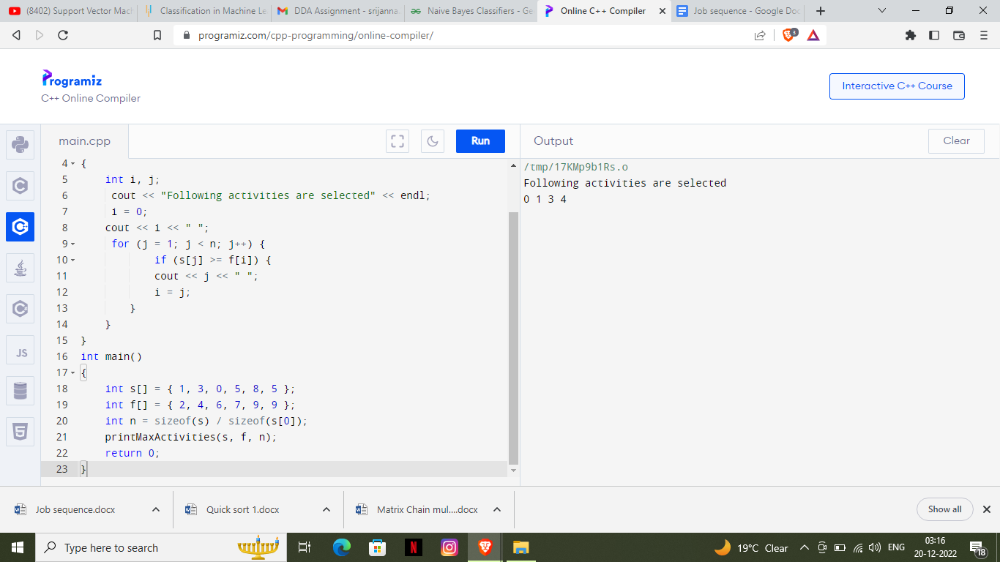 (8402) Support Vector Mac
Classification in Machine Le
DDA Assignment - srijanna.
Naive Bayes Classifiers - Ge
Online C++ Compiler
Job sequence - Google Doc
programiz.com/cpp-programming/online-compiler/
3
Programiz
C++ Online Compiler
Interactive C++ Course
main.cpp
Run
Output
Clear
4 {
5 int i, j;
6 cout << "Following activities are selected" << endl;
7 i = 0;
8 cout << i << " ";
9 for (j = 1; j < n; j++) {
10 if (s[j] >= f[i]) {
11 cout << j << " ";
12 i = j;
13 }
14 }
15 }
16 int main()
17 {
18 int s[] = { 1, 3, 0, 5, 8, 5 };
19 int f[] = { 2, 4, 6, 7, 9, 9 };
20 int n = sizeof(s) / sizeof(s[0]);
21 printMaxActivities(s, f, n);
22 return 0;
23 }
/tmp/17KMp9b1Rs.o
Following activities are selected
0 1 3 4
JS
Job sequence.docx
Quick sort 1.docx
Matrix Chain mul....docx
Show all
Type here to search
19°C Clear
ENG
03:16
20-12-2022
18